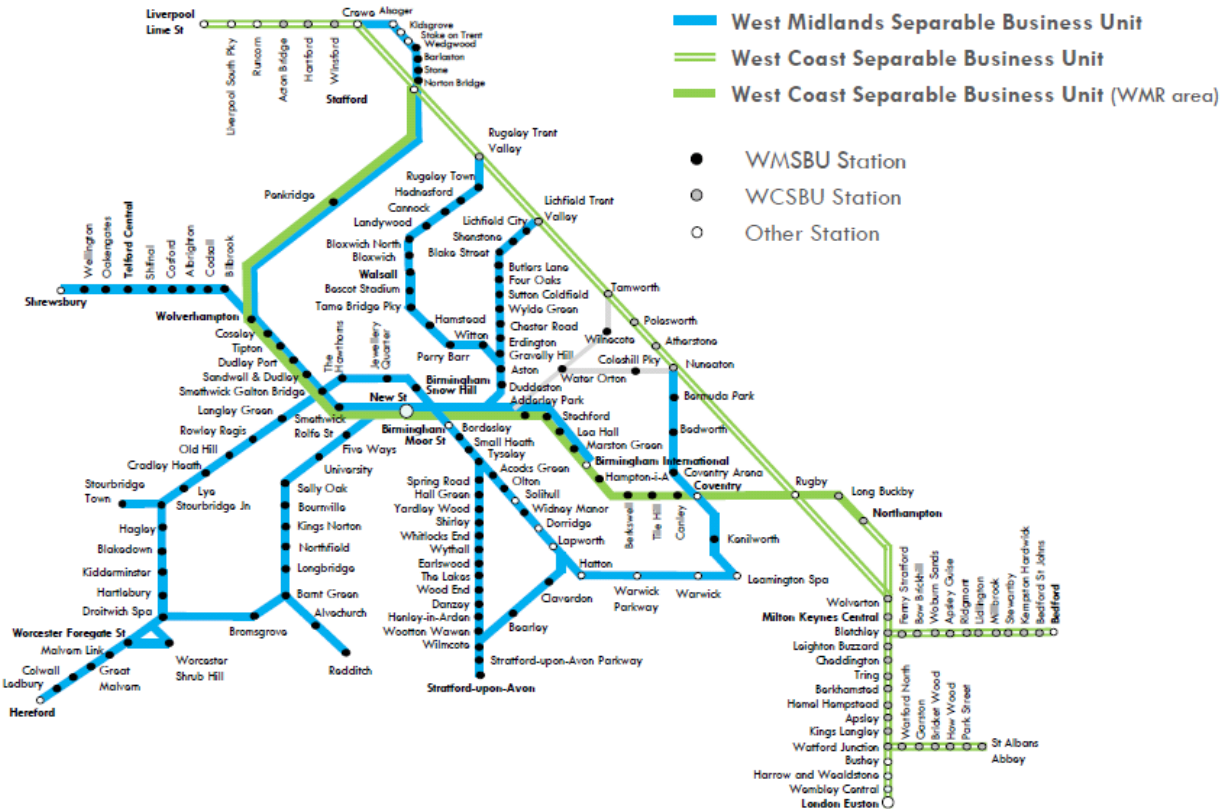 Liverpool
Lime St
Liverpool South Pky
Runcorn
Acton Bridge
Hartford
Winsford
Crewe
Alsager
Kidsgrove
Stoke on Trent
Wedgwood
Barlaston
Stone
Norton Bridge
Stafford
West Midlands Separable Business Unit
West Coast Separable Business Unit
West Coast Separable Business Unit (WMR area)
WMSBU Station
WCSBU Station
Other Station
Rugeley Trent
Valley
Rugeley Town
Hednesford
Cannock
Landywood
Bloxwich North
Bloxwich
Walsall
Bescot Stadium
Tame Bridge Pky
Hamstead
Perry Barr
Witton
Penkridge
Lichfield Trent
Valley
Lichfield City
Shenstone
Blake Street
Butlers Lane
Four Oaks
Sutton Coldfield
Wylde Green
Chester Road
Erdington
Gravelly Hill
Aston
Duddeston
Adderley Park
Shrewsbury
Wellington
Oakengates
Telford Central
Shifnal
Cosford
Albrighton
Codsall
Bilbrook
Wolverhampton
Coseley
Tipton
Dudley Port
Sandwell & Dudley
Smethwick Galton Bridge
Smethwick
Rolfe St
The
Hawthorns
Jewellery
Quarter
Birmingham
Snow Hill
New St
Birmingham
Moor St
Tamworth
Polesworth
Atherstone
Wilnecote
Coleshill Pky
Water Orton
Nuneaton
Bermuda Park
Bedworth
Coventry Arena
Coventry
Stechford
Lea Hall
Marston Green
Birmingham International
Hampton-i-A
Berkswell
Tile Hill
Canley
Rugby
Long Buckby
Northampton
Kenilworth
Leamington Spa
Warwick
Warwick
Parkway
Hatton
Langley Green
Rowley Regis
Old Hill
Cradley Heath
Lye
Stourbridge Jn
Stourbridge
Town
Hagley
Blakedown
Kidderminster
Hartlebury
Droitwich Spa
Worcester Foregate St
Malvern Link
Great
Malvern
Colwall
Ledbury
Hereford
Worcester
Shrub Hill
Bromsgrove
Five Ways
University
Selly Oak
Bournville
Kings Norton
Northfield
Longbridge
Barnt Green
Alvechurch
Redditch
Bordesley
Small Heath
Tyseley
Acocks Green
Olton
Solihull
Widney Manor
Dorridge
Lapworth
Claverdon
Bearley
Spring Road
Hall Green
Yardley Wood
Shirley
Whitlocks End
Wythall
Earlswood
The Lakes
Wood End
Danzey
Henley-in-Arden
Wootton Wawen
Wilmcote
Stratford-upon-Avon Parkway
Stratford-upon-Avon
Wolverton
Milton Keynes Central
Bletchley
Fenny Stratford
Bow Brickhill
Woburn Sands
Aspley Guise
Ridgmont
Lidlington
Millbrook
Stewartby
Kempston Hardwick
Bedford St Johns
Bedford
Leighton Buzzard
Cheddington
Tring
Berkhamsted
Hemel Hempstead
Apsley
Kings Langley
Watford Junction
Watford North
Garston
Bricket Wood
How Wood
Park Street
St Albans
Abbey
Bushey
Harrow and Wealdstone
Wembley Central
London Euston